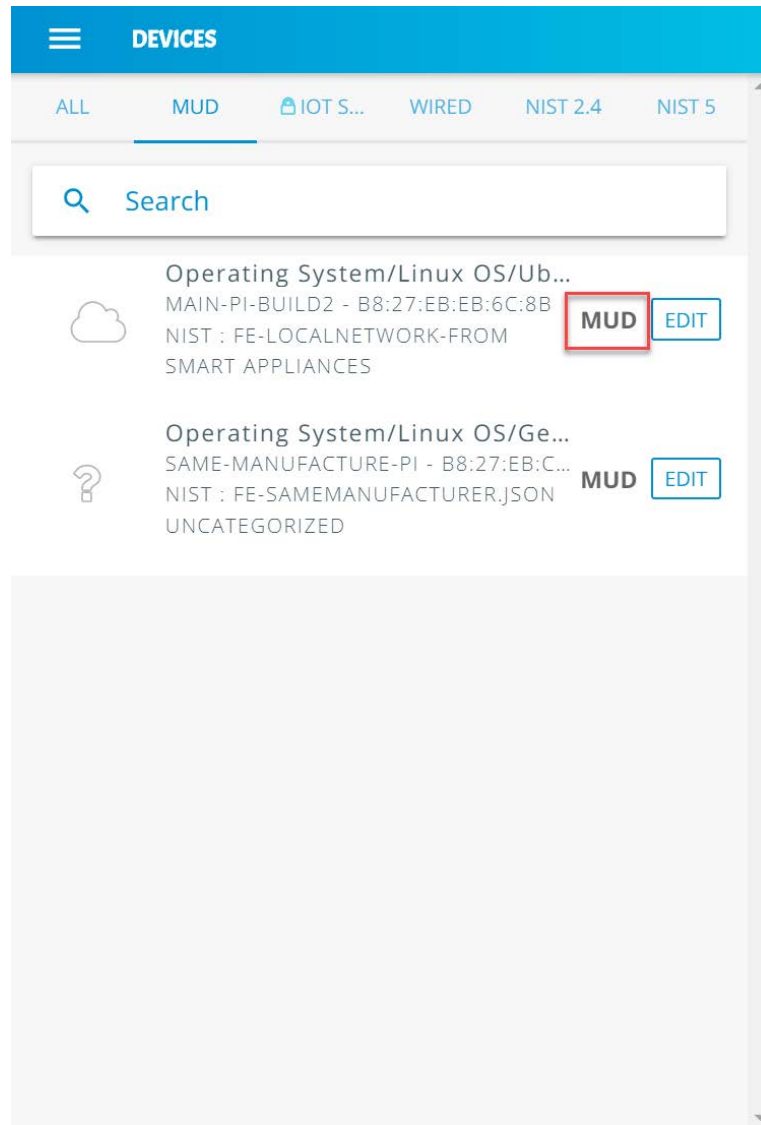 DEVICES
ALL MUD IOT S... WIRED NIST 2.4 NIST 5
Search
Operating System/Linux OS/Ub...
MAIN-PI-BUILD2 - B8:27:EB:EB:6C:8B
NIST : FE-LOCALNETWORK-FROM
SMART APPLIANCES
MUD EDIT
Operating System/Linux OS/Ge...
SAME-MANUFACTURE-PI - B8:27:EB:C...
NIST : FE-SAMEMANUFACTURER.JSON
UNCATEGORIZED
MUD EDIT